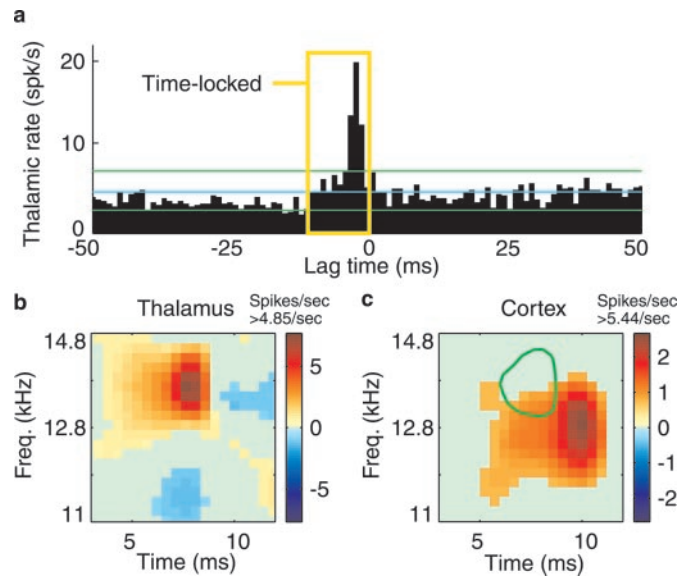 a
Thalamic rate (spk/s)
20
10
0
Time-locked
-50
-25
0
25
50
Lag time (ms)
b
Thalamus
Spikes/sec
>4.85/sec
Freq. (kHz)
14.8
12.8
11
5
10
Time (ms)
5
0
-5
c
Cortex
Spikes/sec
>5.44/sec
Freq. (kHz)
14.8
12.8
11
5
10
Time (ms)
2
1
0
-1
-2